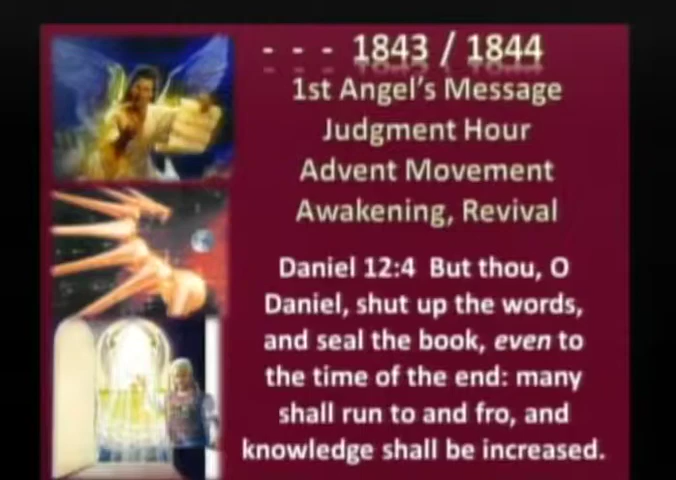 - - - 1843 / 1844
1st Angel's Message
Judgment Hour
Advent Movement
Awakening, Revival
Daniel 12:4 But thou, O
Daniel, shut up the words,
and seal the book, even to
the time of the end: many
shall run to and fro, and
knowledge shall be increased.